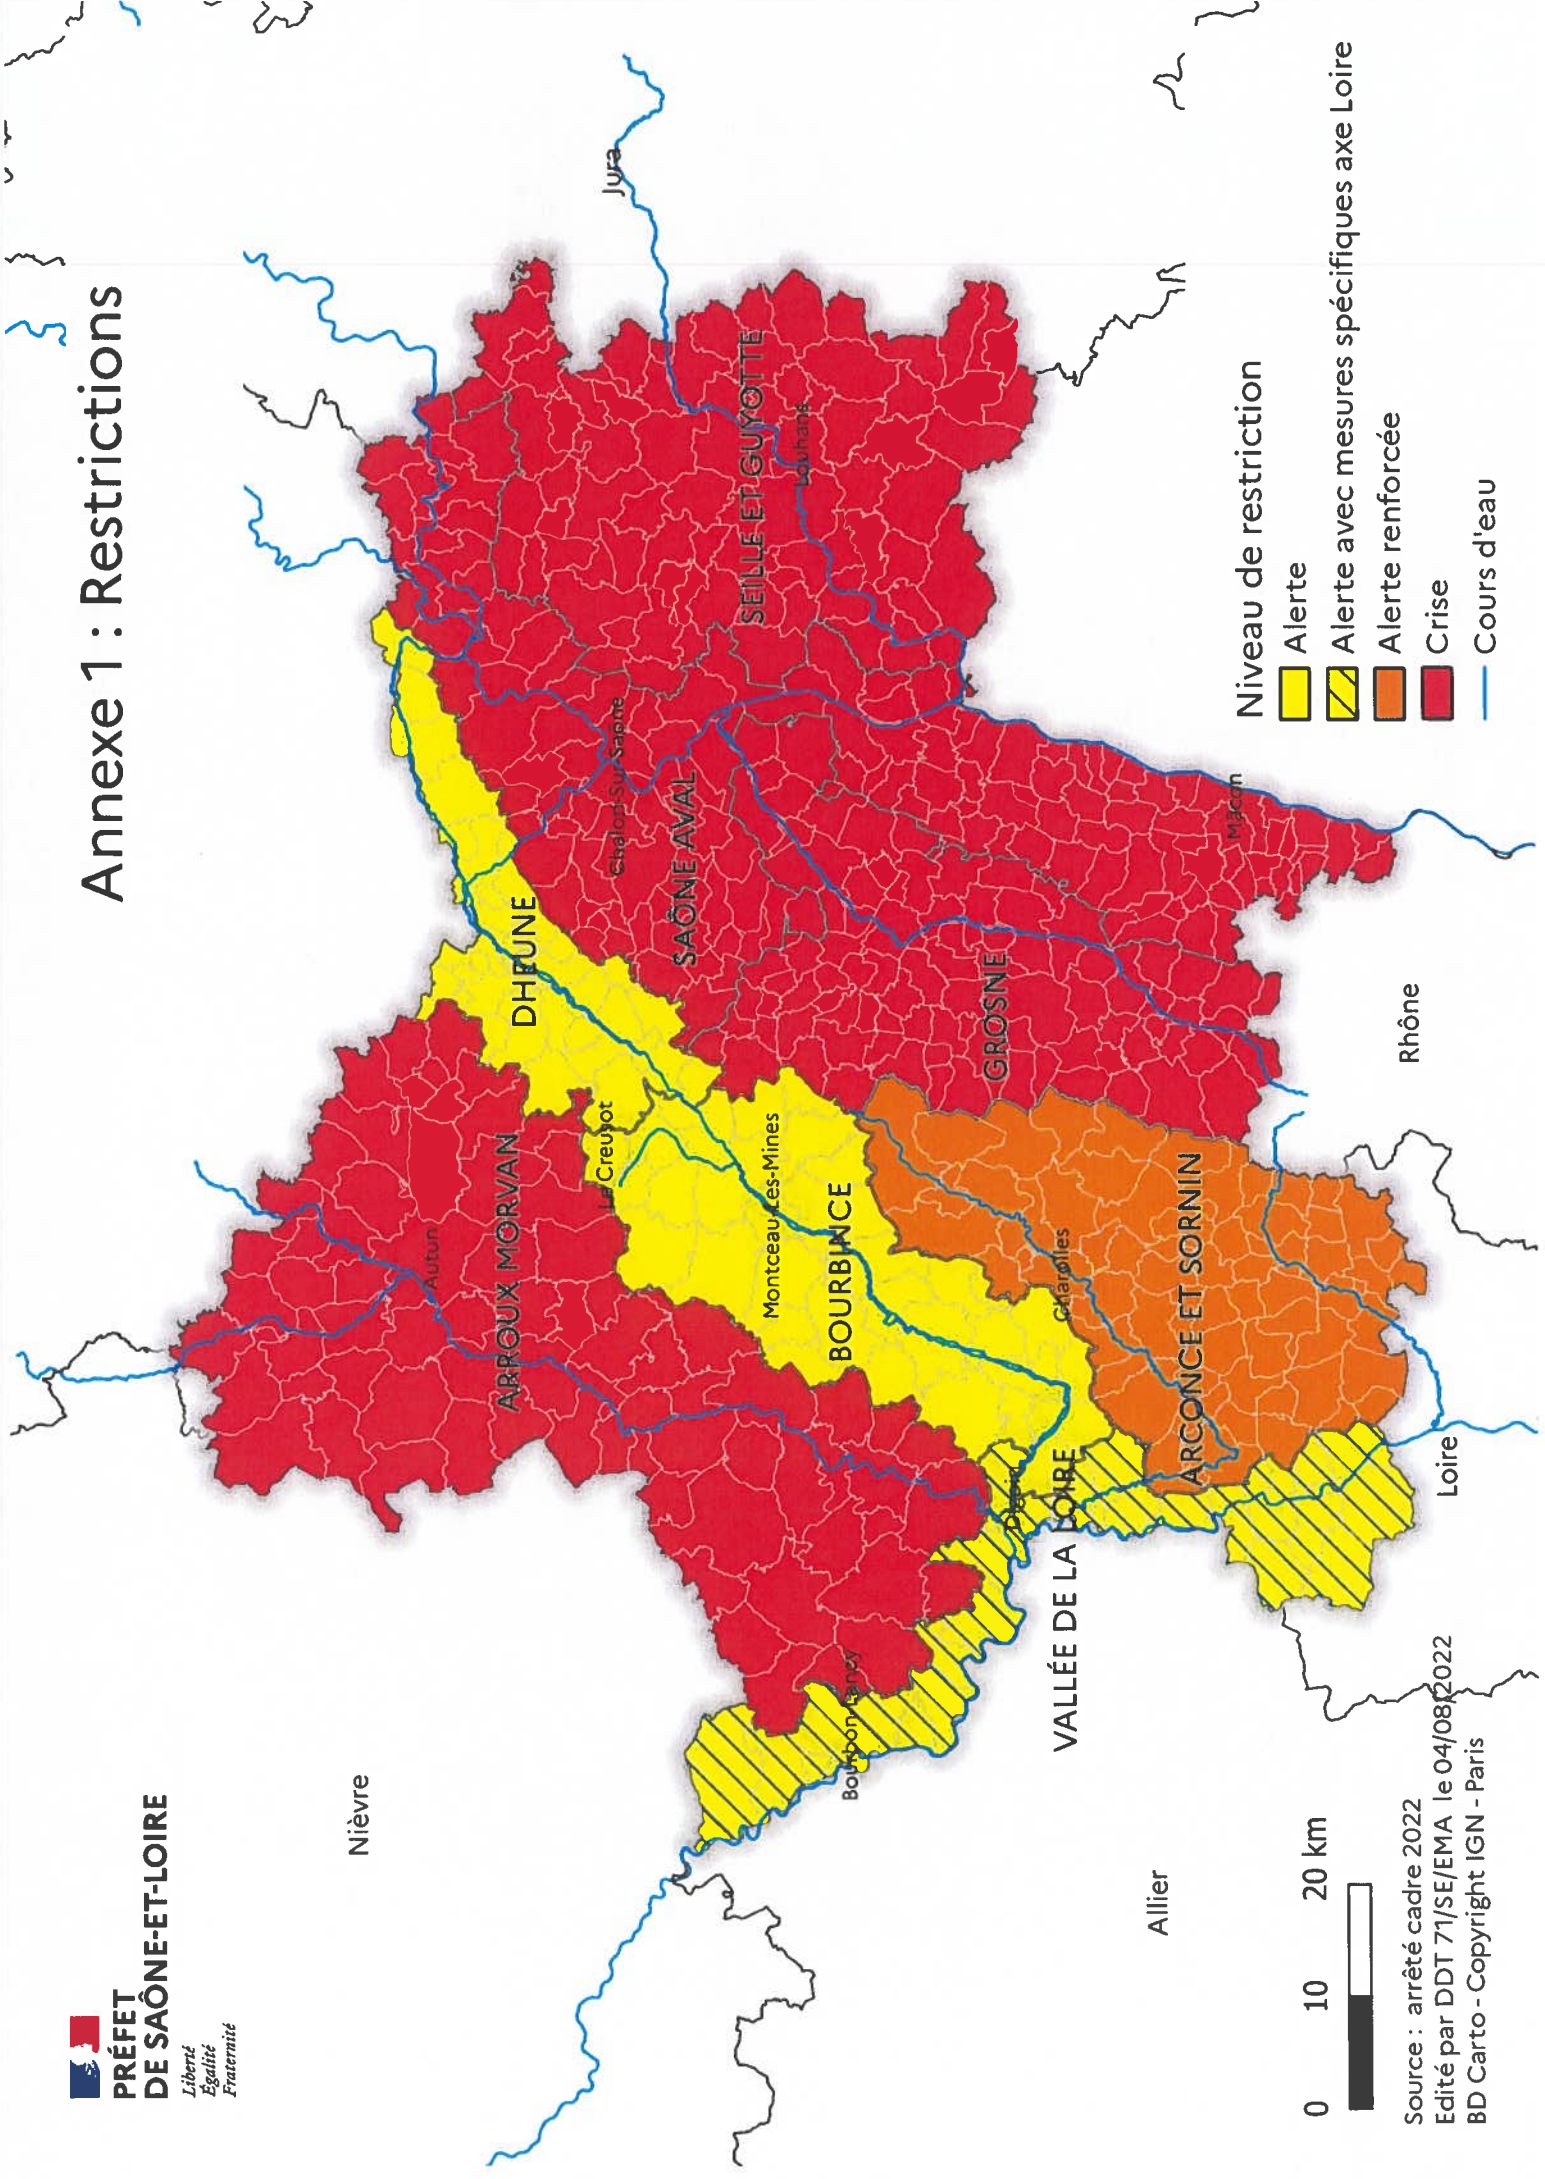 PRÉFET
DE SAÔNE-ET-LOIRE
Liberté
Égalité
Fraternité
Annexe 1 : Restrictions
Nièvre
Jura
Autun
ARROUX MORVAN
DHEUNE
Le Creusot
Chalon-Sur-Saône
SAÔNE AVAL
SEILLE ET GUYOTTE
Louhans
Montceau-Les-Mines
BOURBINCE
Bourbon-Lancy
GROSNE
Digoin
VALLÉE DE LA LOIRE
Charolles
ARCONCE ET SORNIN
Mâcon
Allier
Loire
Rhône
Niveau de restriction
Alerte
Alerte avec mesures spécifiques axe Loire
Alerte renforcée
Crise
Cours d'eau
0 10 20 km
Source : arrêté cadre 2022
Edité par DDT 71/SE/EMA le 04/08/2022
BD Carto - Copyright IGN - Paris